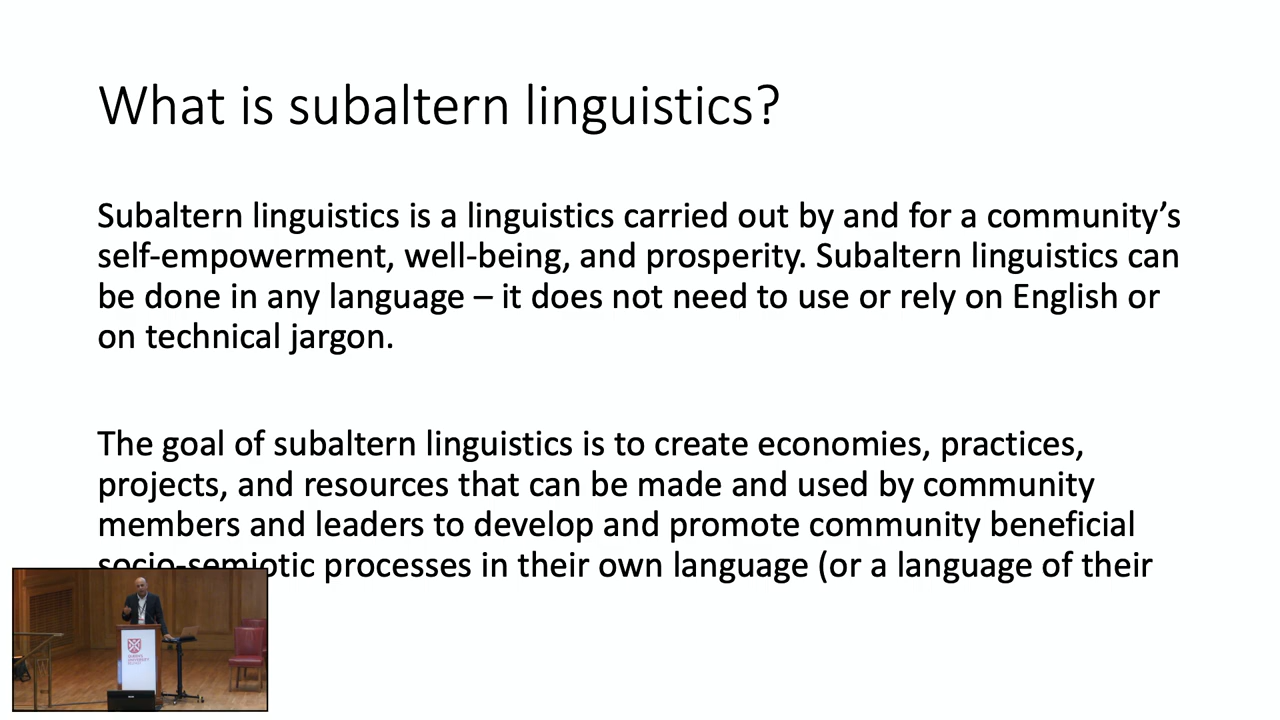 What is subaltern linguistics?
Subaltern linguistics is a linguistics carried out by and for a community’s
self-empowerment, well-being, and prosperity. Subaltern linguistics can
be done in any language – it does not need to use or rely on English or
on technical jargon.
The goal of subaltern linguistics is to create economies, practices,
projects, and resources that can be made and used by community
members and leaders to develop and promote community beneficial
socio-semiotic processes in their own language (or a language of their